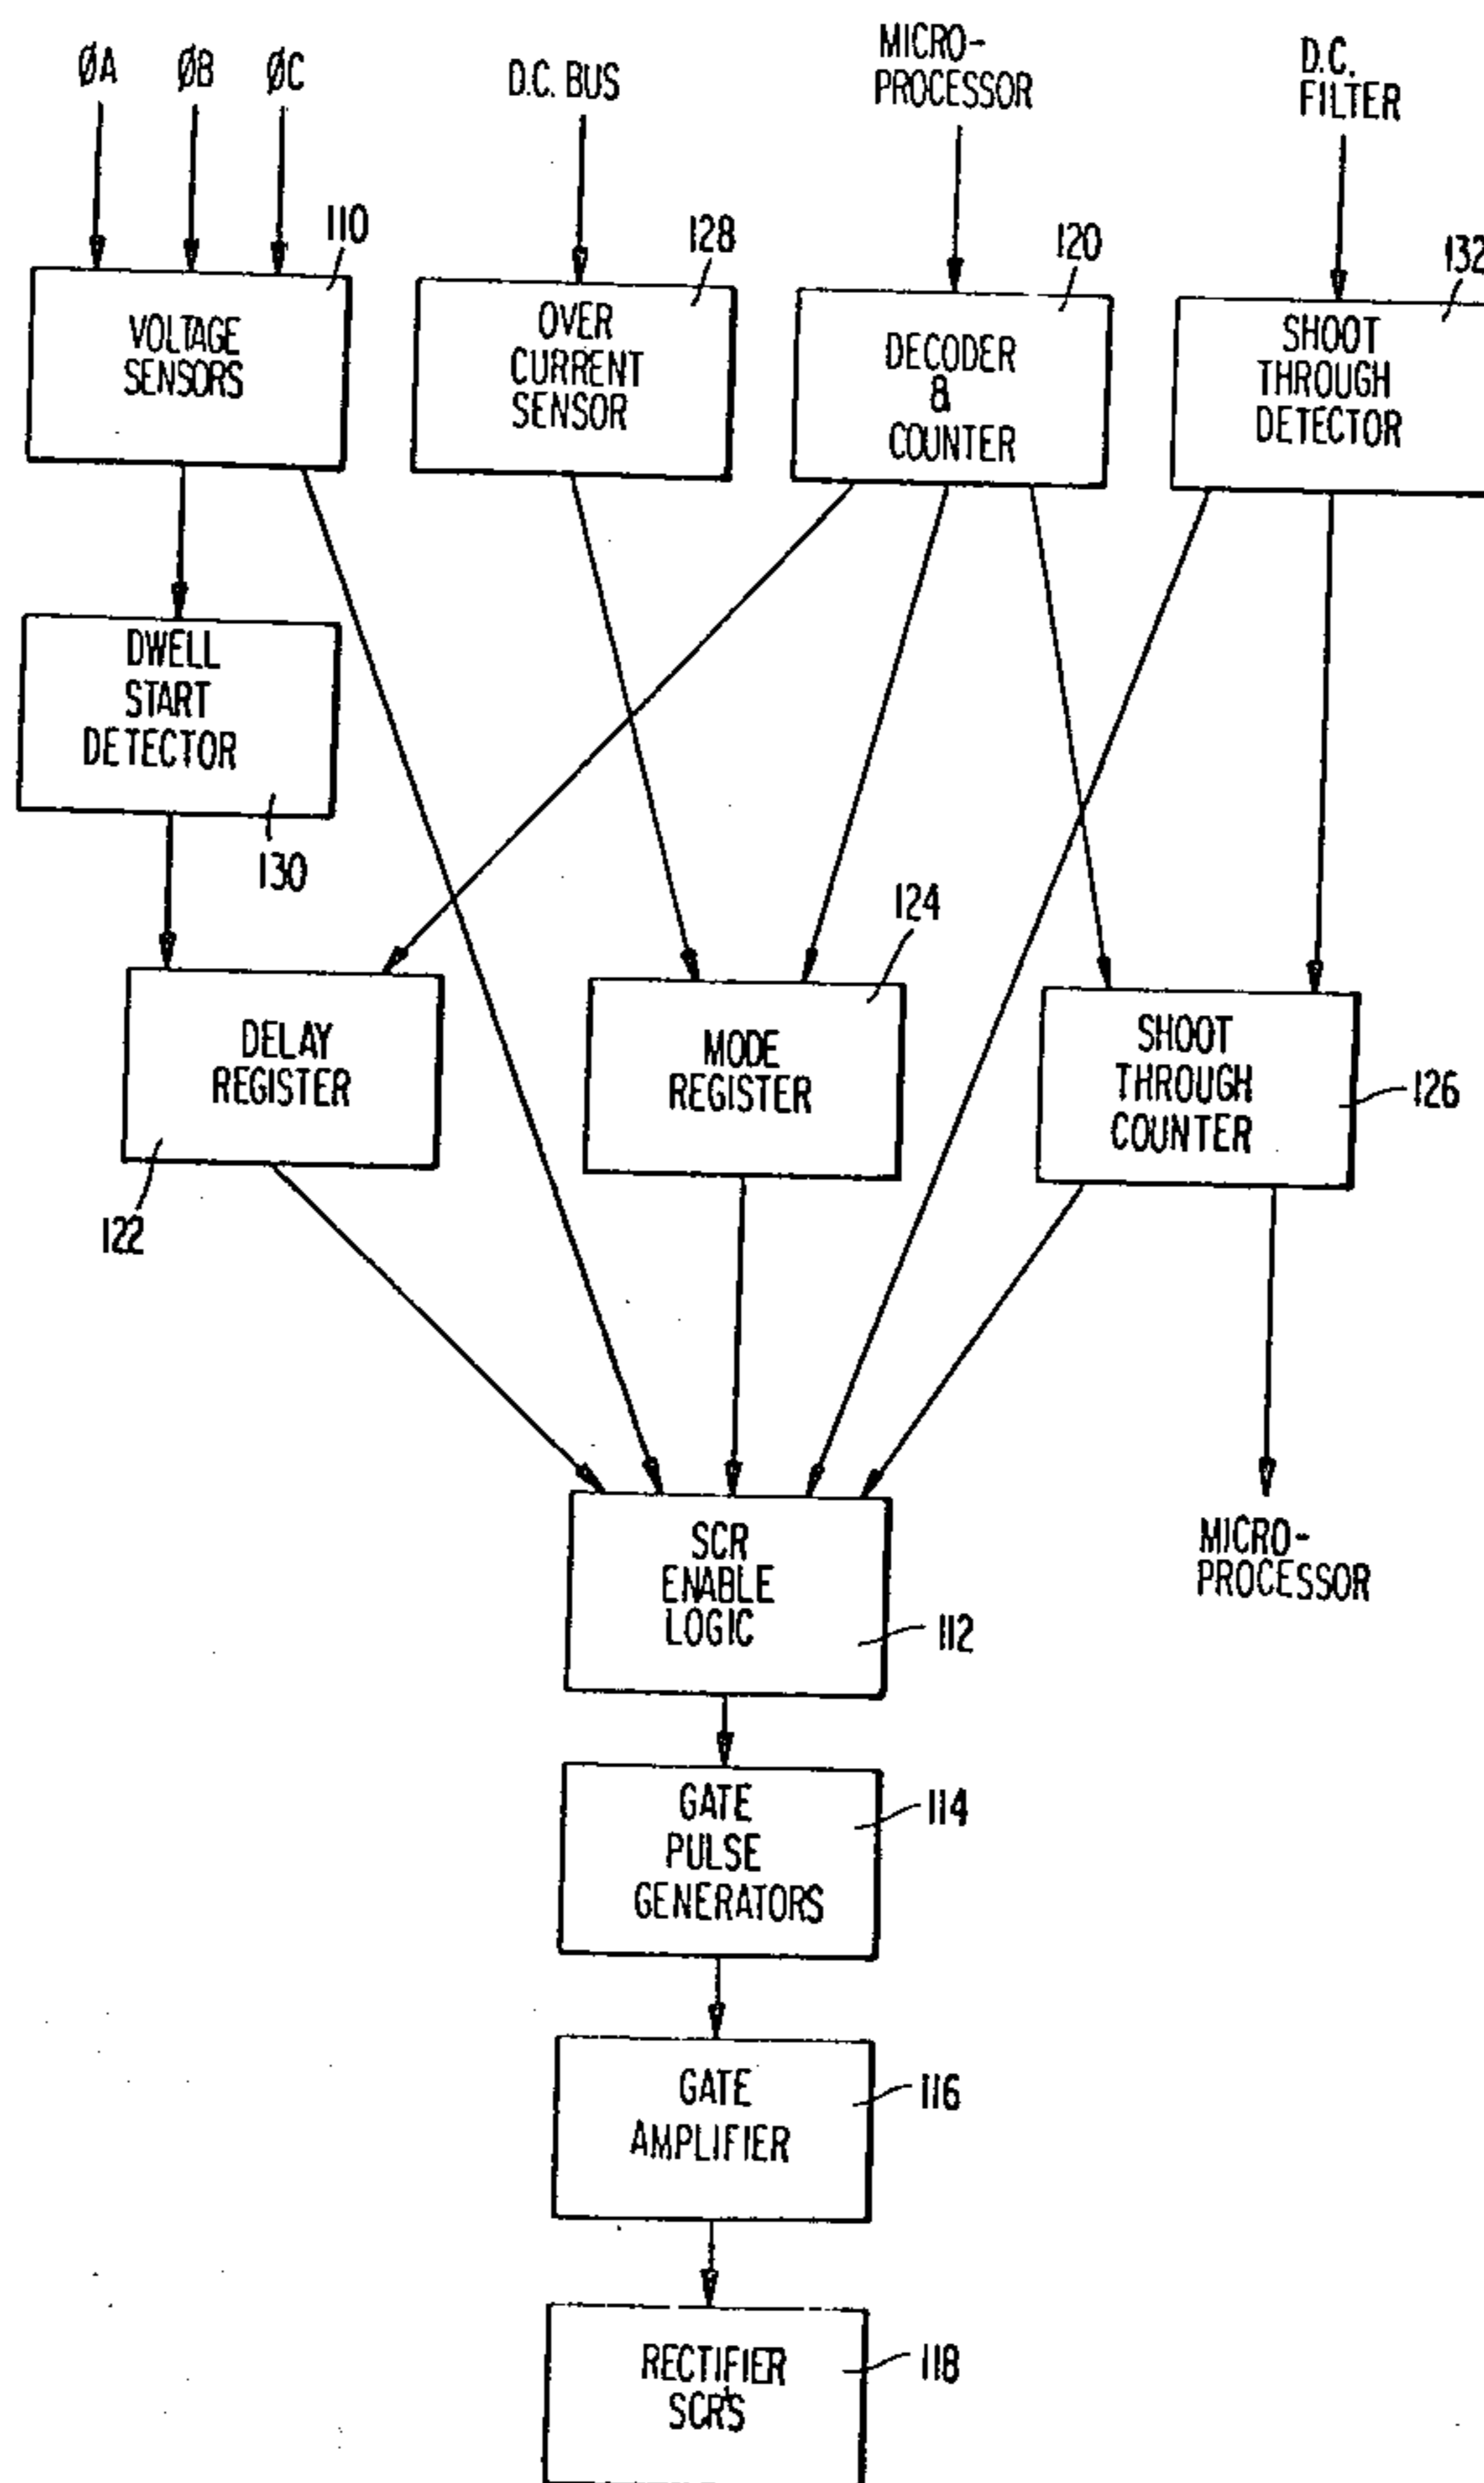 ØA
ØB
ØC
D.C. BUS
MICRO-
PROCESSOR
D.C.
FILTER
110
128
120
132
VOLTAGE
SENSORS
OVER
CURRENT
SENSOR
DECODER
&
COUNTER
SHOOT
THROUGH
DETECTOR
DWELL
START
DETECTOR
130
124
DELAY
REGISTER
122
MODE
REGISTER
SHOOT
THROUGH
COUNTER
126
SCR
ENABLE
LOGIC
112
MICRO-
PROCESSOR
GATE
PULSE
GENERATORS
114
GATE
AMPLIFIER
116
RECTIFIER
SCR'S
118